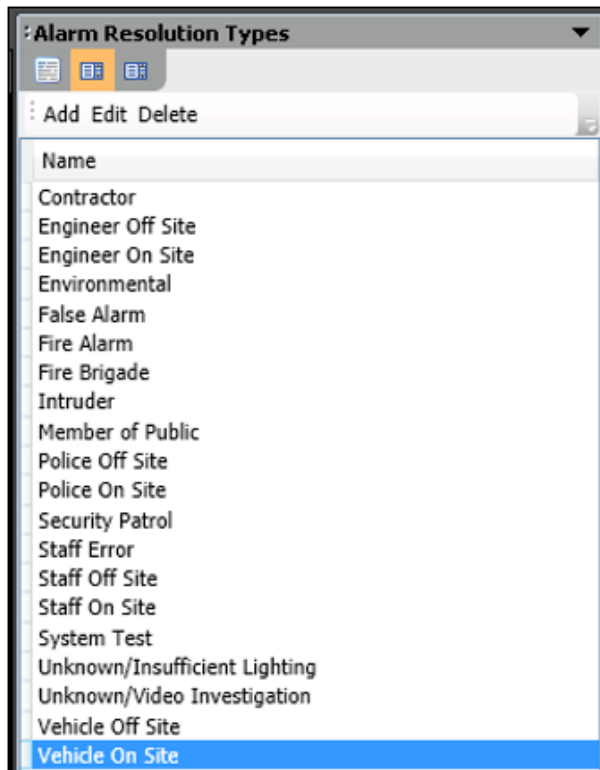 Alarm Resolution Types
Add Edit Delete
Name
Contractor
Engineer Off Site
Engineer On Site
Environmental
False Alarm
Fire Alarm
Fire Brigade
Intruder
Member of Public
Police Off Site
Police On Site
Security Patrol
Staff Error
Staff Off Site
Staff On Site
System Test
Unknown/Insufficient Lighting
Unknown/Video Investigation
Vehicle Off Site
Vehicle On Site